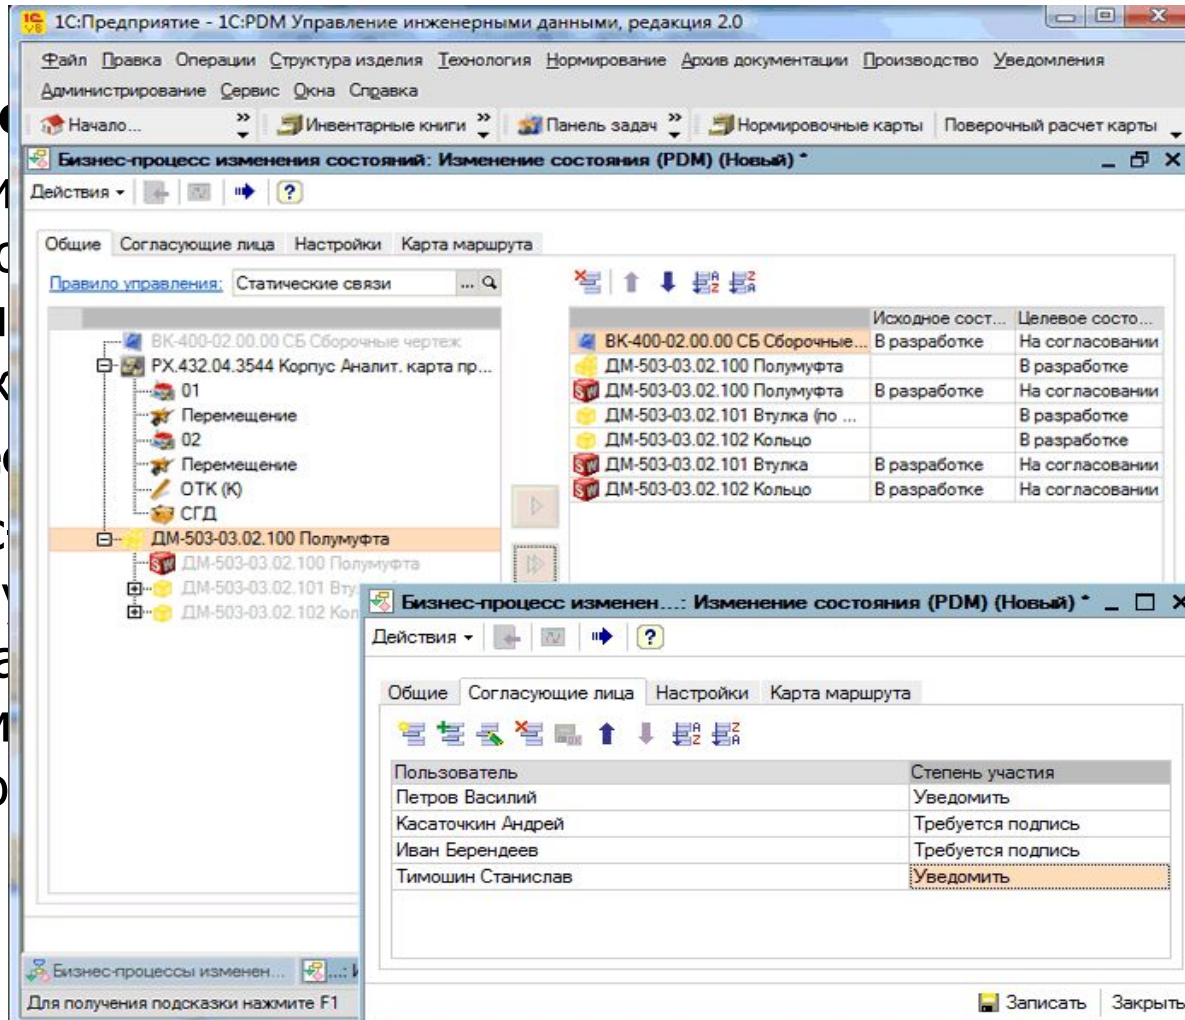 1С:Предприятие - 1С:PDM Управление инженерными данными, редакция 2.0
Файл Правка Операции Структура изделия Технология Нормирование Архив документации Производство Уведомления
Администрирование Сервис Окна Справка
Начало... Инвентарные книги Панель задач Нормировочные карты Поверочный расчет карты
Бизнес-процесс изменения состояний: Изменение состояния (PDM) (Новый) *
Действия
Общие Согласующие лица Настройки Карта маршрута
Правило управления: Статические связи ...
ВК-400-02.00.00 СБ Сборочные чертеж
РХ.432.04.3544 Корпус Аналит. карта пр...
01
Перемещение
02
Перемещение
ОТК (К)
СГД
ДМ-503-03.02.100 Полумуфта
ДМ-503-03.02.100 Полумуфта
ДМ-503-03.02.101
ДМ-503-03.02.102
Исходное сост... Целевое состо...
ВК-400-02.00.00 СБ Сборочные... В разработке На согласовании
ДМ-503-03.02.100 Полумуфта В разработке
ДМ-503-03.02.100 Полумуфта В разработке На согласовании
ДМ-503-03.02.101 Втулка (по ... В разработке
ДМ-503-03.02.102 Кольцо В разработке
ДМ-503-03.02.101 Втулка В разработке На согласовании
ДМ-503-03.02.102 Кольцо В разработке На согласовании
Бизнес-процесс изменен...: Изменение состояния (PDM) (Новый) *
Действия
Общие Согласующие лица Настройки Карта маршрута
Пользователь Степень участия
Петров Василий Уведомить
Касаточкин Андрей Требуется подпись
Иван Берендеев Требуется подпись
Тимошин Станислав Уведомить
Записать Закрыть
Бизнес-процессы изменен... ...: И
Для получения подсказки нажмите F1